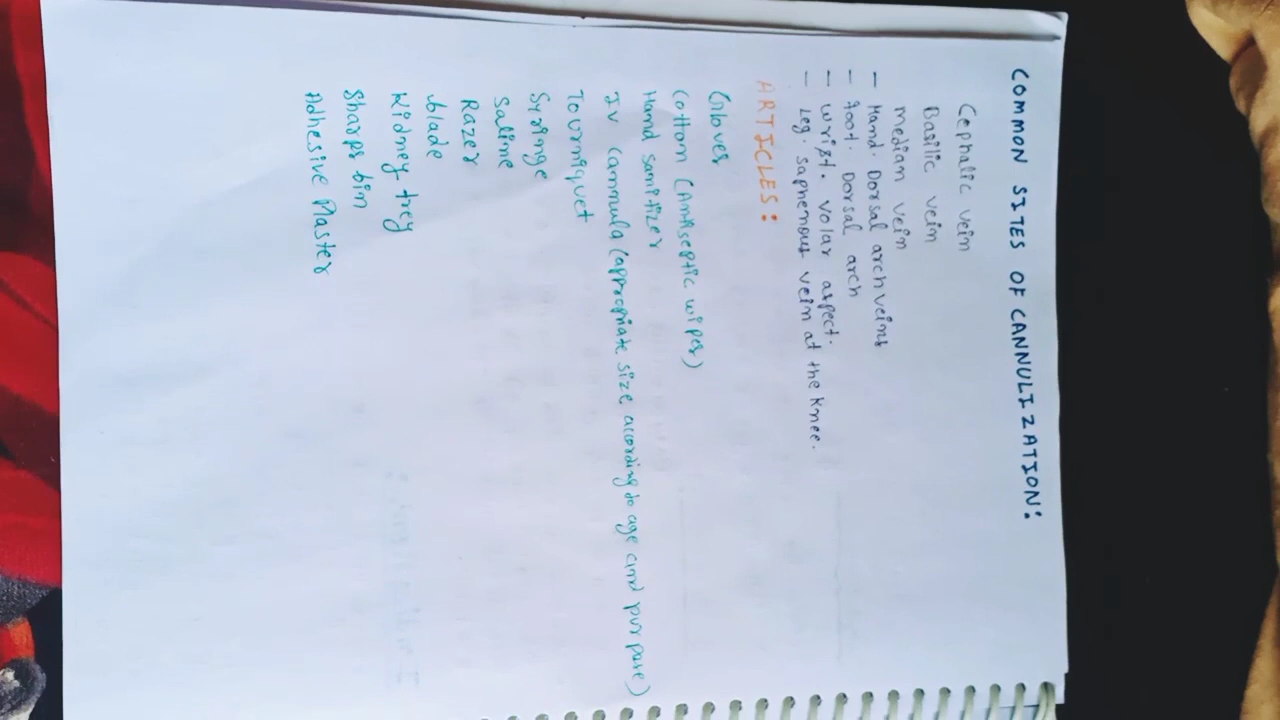 COMMON SITES OF CANNULIZATION:
Cephalic vein
Basilic vein
median vein
- Hand. Dorsal arch veins
- foot. Dorsal arch
- wrist. volar aspect.
- Leg. saphenous vein at the knee.
ARTICLES:
Gloves
Cotton (Antiseptic wipes)
Hand sanitizer
IV Cannula (appropriate size according to age and purpose)
Tourniquet
Syringe
Saline
Razer
blade
Kidney trey
Sharps bin
Adhesive Plaster